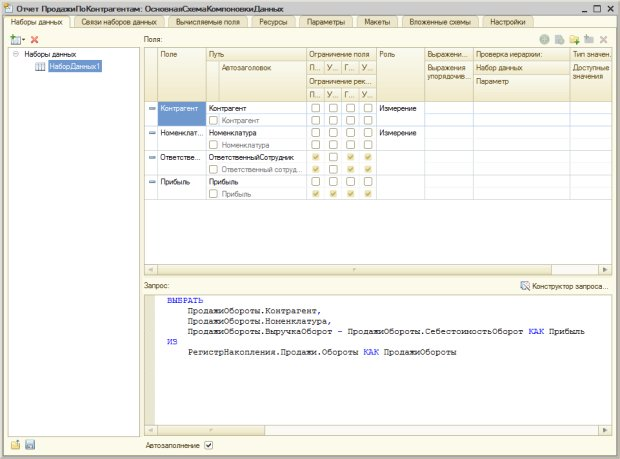 Отчет ПродажиПоКонтрагентам: ОсновнаяСхемаКомпоновкиДанных
Наборы данных Связи наборов данных Вычисляемые поля Ресурсы Параметры Макеты Вложенные схемы Настройки
Поля:
Наборы данных
НаборДанных1
Поле Путь Ограничение поля Роль Выражени... Проверка иерархии: Тип значен.
Автозаголовок П... У... Г... У... Выражения упорядочив... Набор данных Доступные значения
Ограничение рек... Параметр
П... У... Г... У...
Контрагент Контрагент Измерение
Контрагент
Номенклат... Номенклатура Измерение
Номенклатура
Ответстве... ОтветственныйСотрудник
Ответственный сотруд...
Прибыль Прибыль
Прибыль
Запрос: Конструктор запроса...
ВЫБРАТЬ
ПродажиОбороты.Контрагент,
ПродажиОбороты.Номенклатура,
ПродажиОбороты.ВыручкаОборот - ПродажиОбороты.СебестоимостьОборот КАК Прибыль
ИЗ
РегистрНакопления.Продажи.Обороты КАК ПродажиОбороты
Автозаполнение